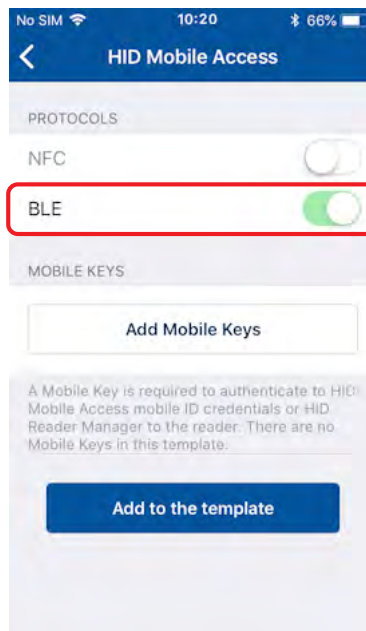 No SIM 10:20 66%
HID Mobile Access
PROTOCOLS
NFC
BLE
MOBILE KEYS
Add Mobile Keys
A Mobile Key is required to authenticate to HID
Mobile Access mobile ID credentials or HID
Reader Manager to the reader. There are no
Mobile Keys in this template.
Add to the template